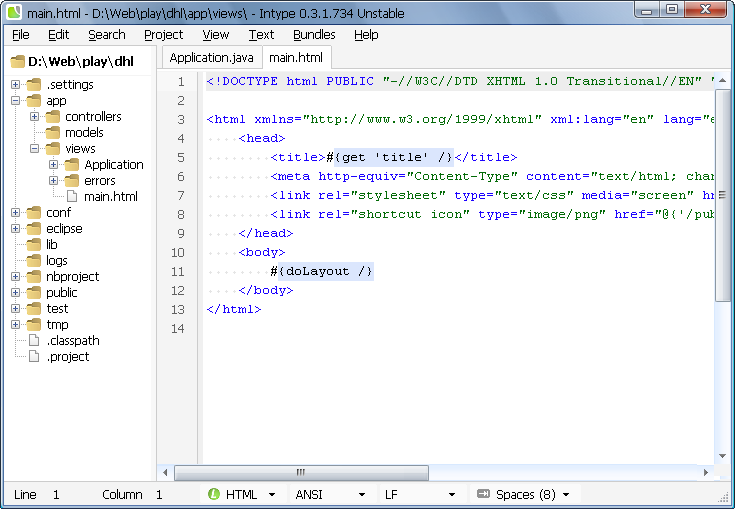 main.html - D:\Web\play\dhl\app\views\ - Intype 0.3.1.734 Unstable
File Edit Search Project View Text Bundles Help
D:\Web\play\dhl
.settings
app
controllers
models
views
Application
errors
main.html
conf
eclipse
lib
logs
nbproject
public
test
tmp
.classpath
.project
Application.java main.html
1 <!DOCTYPE html PUBLIC "-//W3C//DTD XHTML 1.0 Transitional//EN" "
2
3 <html xmlns="http://www.w3.org/1999/xhtml" xml:lang="en" lang="e
4 <head>
5 <title>#{get 'title' /}</title>
6 <meta http-equiv="Content-Type" content="text/html; char
7 <link rel="stylesheet" type="text/css" media="screen" hr
8 <link rel="shortcut icon" type="image/png" href="@{'/pub
9 </head>
10 <body>
11 #{doLayout /}
12 </body>
13 </html>
14
Line 1 Column 1 HTML ANSI LF Spaces (8)